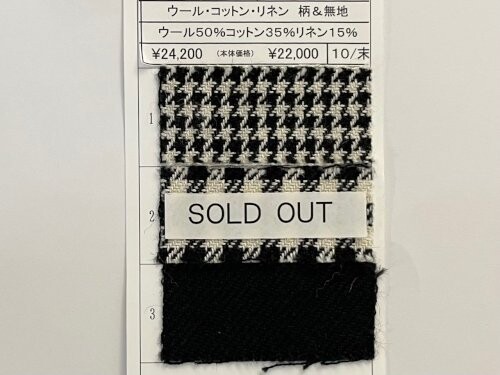 ウール・コットン・リネン 柄&無地
ウール50%コットン35%リネン15%
¥24,200 (本体価格) ¥22,000 10/末
1
2
SOLD OUT
3